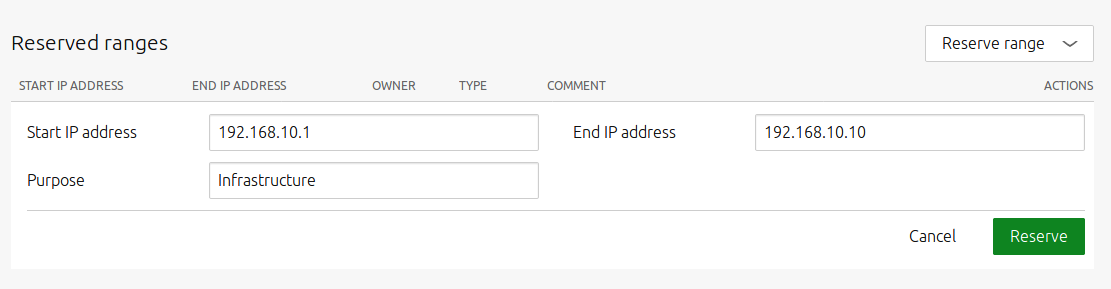 Reserved ranges
Reserve range
START IP ADDRESS END IP ADDRESS OWNER TYPE COMMENT ACTIONS
Start IP address 192.168.10.1 End IP address 192.168.10.10
Purpose Infrastructure
Cancel Reserve